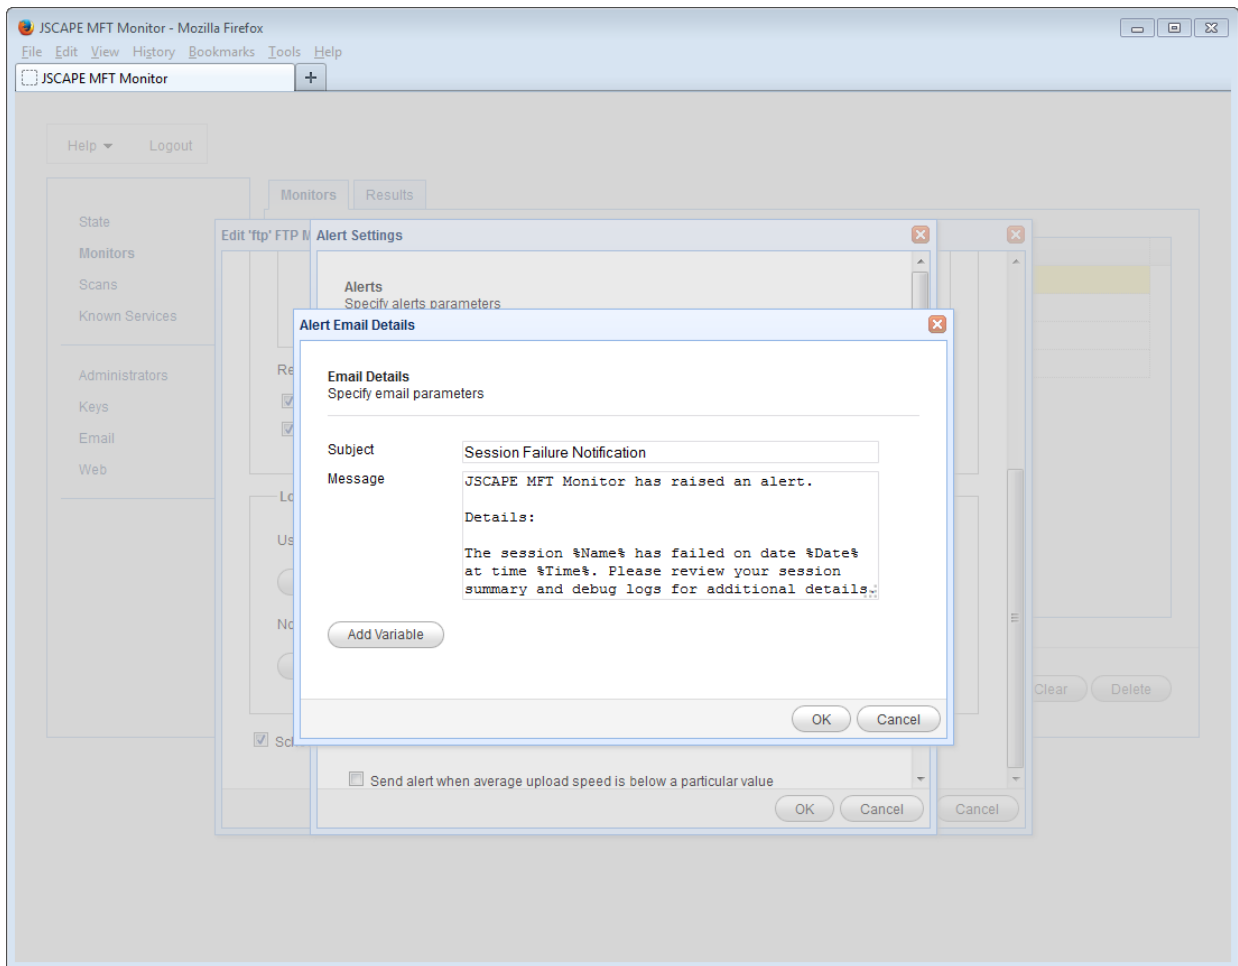 JSCAPE MFT Monitor - Mozilla Firefox
File Edit View History Bookmarks Tools Help
JSCAPE MFT Monitor
Help Logout
Monitors Results
State
Monitors
Scans
Known Services
Administrators
Keys
Email
Web
Edit 'ftp' FTP
Alert Settings
Alerts
Specify alerts parameters
Alert Email Details
Email Details
Specify email parameters
Subject
Session Failure Notification
Message
JSCAPE MFT Monitor has raised an alert.
Details:
The session %Name% has failed on date %Date%
at time %Time%. Please review your session
summary and debug logs for additional details.
Add Variable
OK Cancel
Clear Delete
Send alert when average upload speed is below a particular value
OK Cancel
Cancel